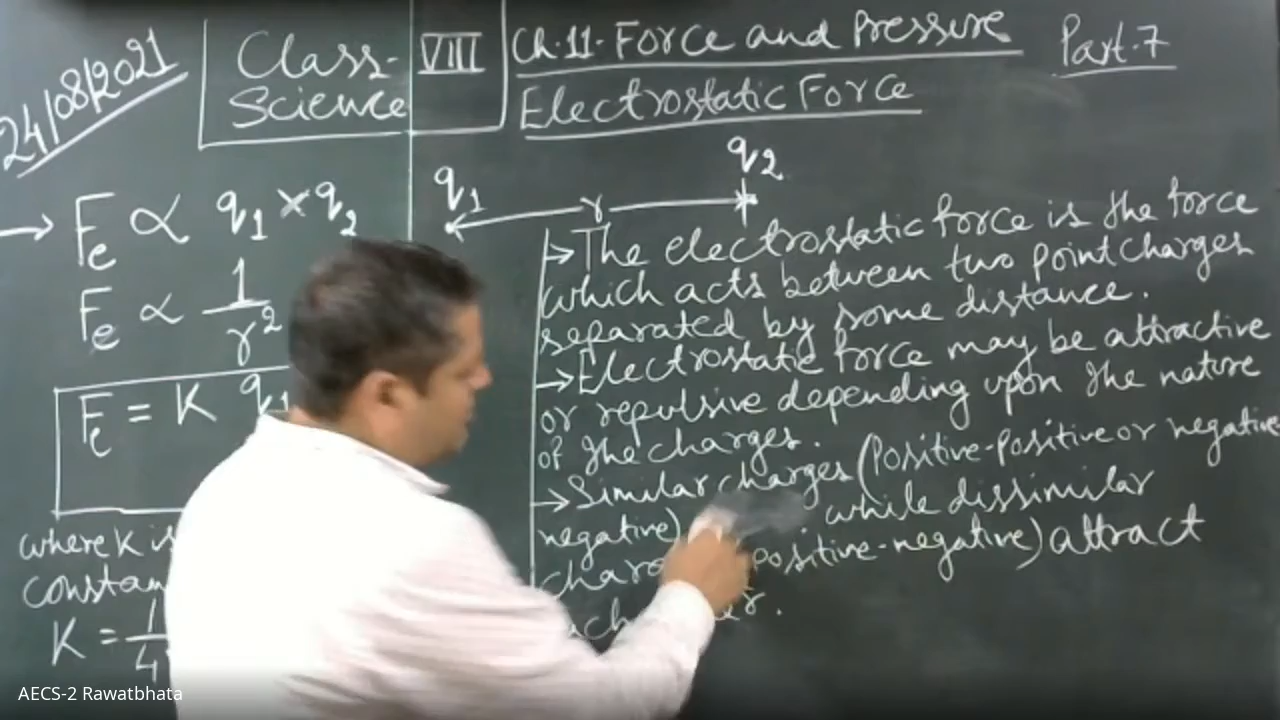 24/08/2021
Class- VIII
Science
Ch.11. Force and Pressure
Part.7
Electrostatic Force
q1 r q2
→ Fe ∝ q1 × q2
Fe ∝ 1/r²
Fe = K q1
where K is
constan
K = 1/4
→ The electrostatic force is the force
which acts between two point charges
separated by some distance.
→ Electrostatic force may be attractive
or repulsive depending upon the nature
of the charges.
→ Similar charges (Positive-Positive or negative-
negative) while dissimilar
positive-negative) attract
AECS-2 Rawatbhata